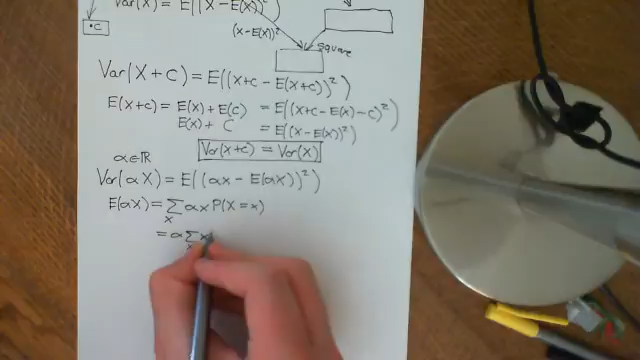 Var(X) = E((X - E(X))²)
• C
(x - E(x))²
square
Var(X + C) = E((X + C - E(X + C))²)
E(X + C) = E(X) + E(C) = E((X + C - E(X) - C)²)
E(X) + C = E((X - E(X))²)
Var(X + C) = Var(X)
α ∈ ℝ
Var(αX) = E((αX - E(αX))²)
E(αX) = ∑ₓ αx P(X = x)
= α ∑ₓ x